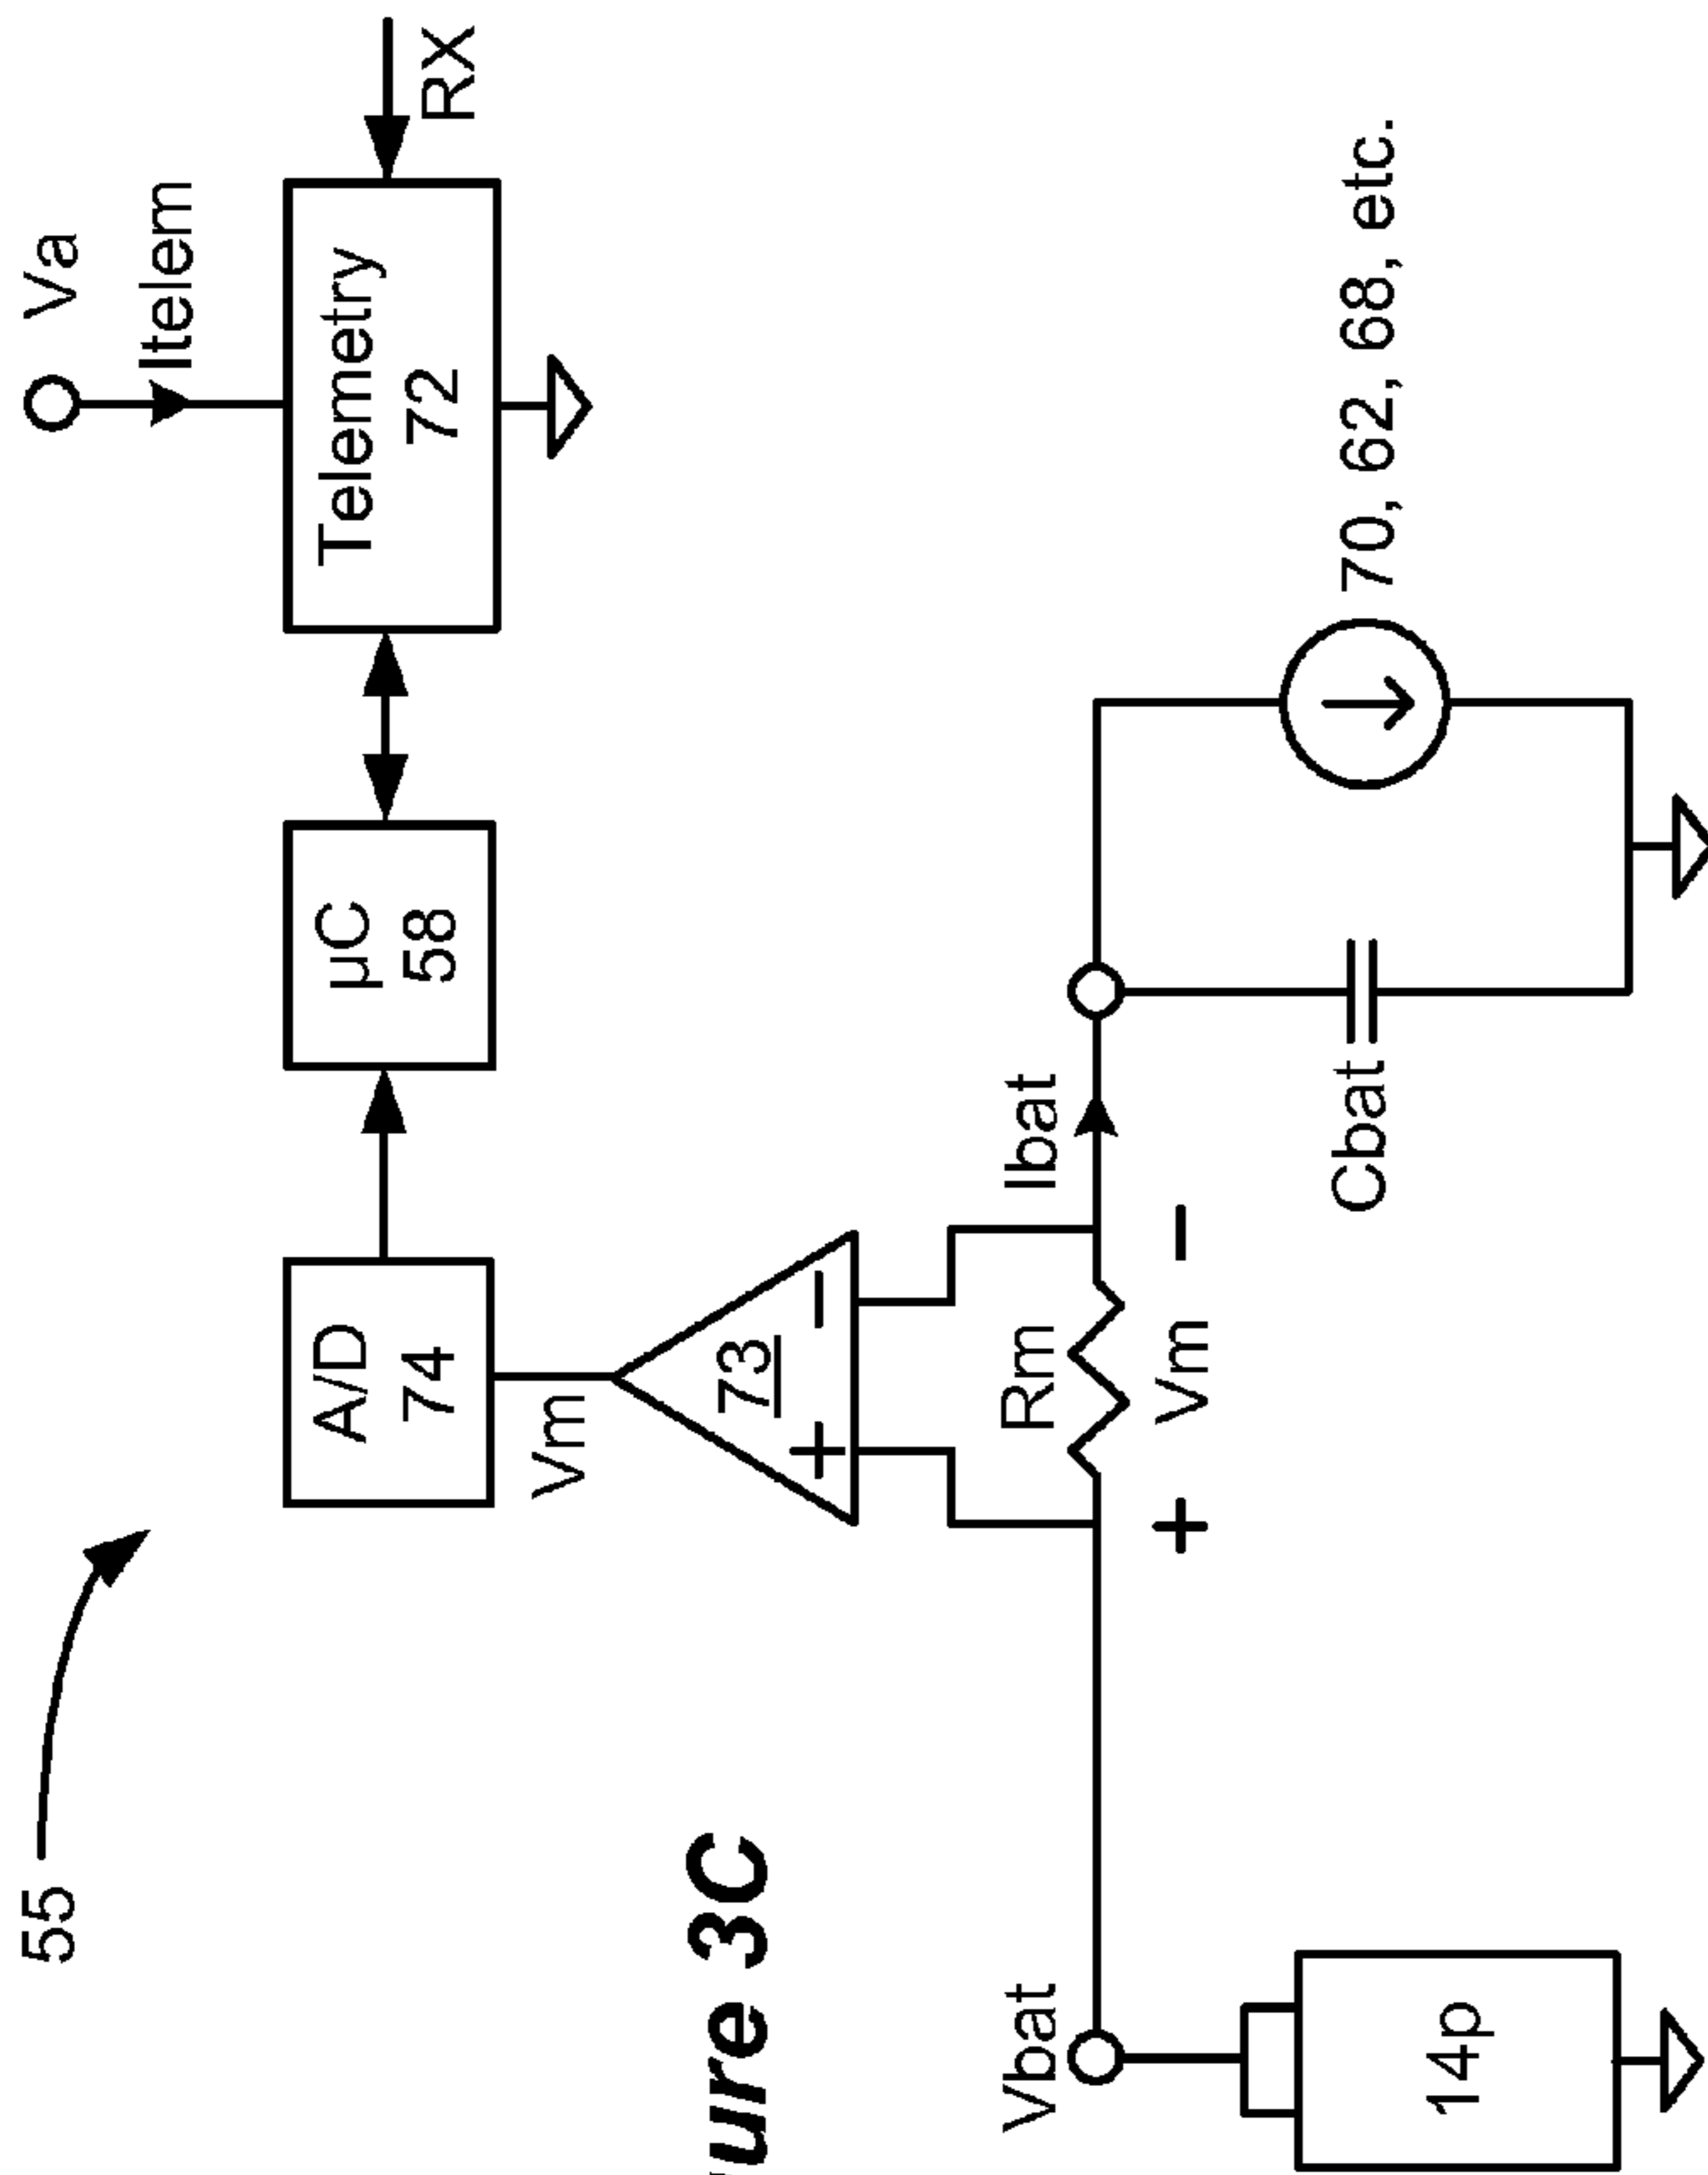 55
Va
Itelem
A/D
74
µC
58
Telemetry
72
RX
Vm
73
+
−
3C
Vbat
Rm
Ibat
+ Vm −
14p
Cbat
70, 62, 68, etc.